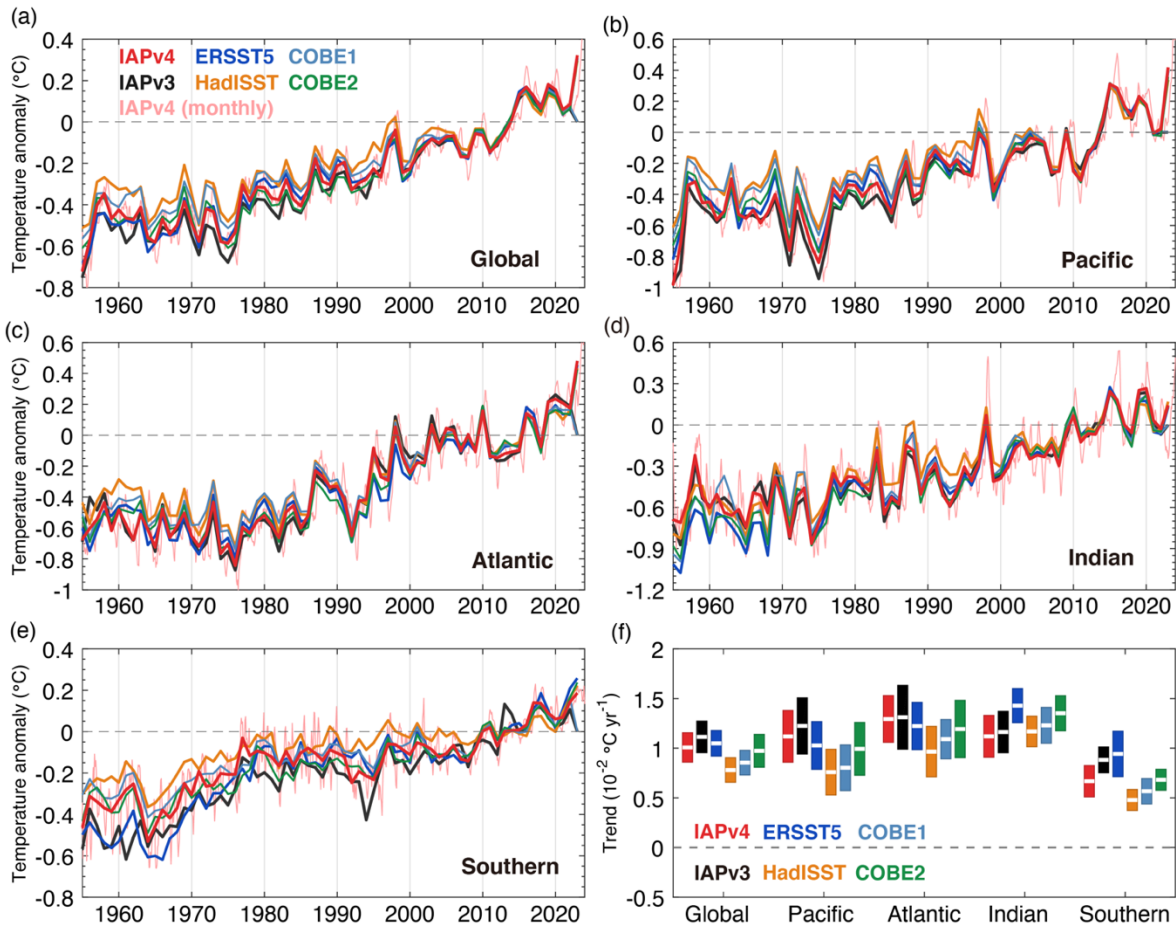 (a)
Temperature anomaly (°C)
0.4
0.2
0
-0.2
-0.4
-0.6
-0.8
IAPv4 ERSST5 COBE1
IAPv3 HadISST COBE2
IAPv4 (monthly)
Global
1960 1970 1980 1990 2000 2010 2020
(b)
0.6
0.4
0.2
0
-0.2
-0.4
-0.6
-0.8
-1
Pacific
1960 1970 1980 1990 2000 2010 2020
(c)
Temperature anomaly (°C)
0.6
0.4
0.2
0
-0.2
-0.4
-0.6
-0.8
-1
Atlantic
1960 1970 1980 1990 2000 2010 2020
(d)
0.6
0.3
0
-0.3
-0.6
-0.9
-1.2
Indian
1960 1970 1980 1990 2000 2010 2020
(e)
Temperature anomaly (°C)
0.4
0.2
0
-0.2
-0.4
-0.6
-0.8
Southern
1960 1970 1980 1990 2000 2010 2020
(f)
Trend (10⁻² °C yr⁻¹)
2
1.5
1
0.5
0
-0.5
IAPv4 ERSST5 COBE1
IAPv3 HadISST COBE2
Global Pacific Atlantic Indian Southern